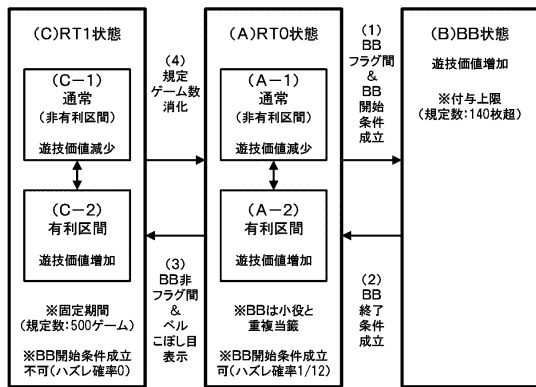 (C)RT1状態
(C-1)
通常
(非有利区間)
遊技価値減少
(C-2)
有利区間
遊技価値増加
※固定期間
(規定数:500ゲーム)
※BB開始条件成立
不可(ハズレ確率0)
(4)
規定
ゲーム数
消化
(3)
BB非
フラグ間
&
ベル
こぼし目
表示
(A)RT0状態
(A-1)
通常
(非有利区間)
遊技価値減少
(A-2)
有利区間
遊技価値増加
※BBは小役と
重複当籤
※BB開始条件成立
可(ハズレ確率1/12)
(1)
BB
フラグ間
&
BB
開始
条件
成立
(2)
BB
終了
条件
成立
(B)BB状態
遊技価値増加
※付与上限
(規定数:140枚超)